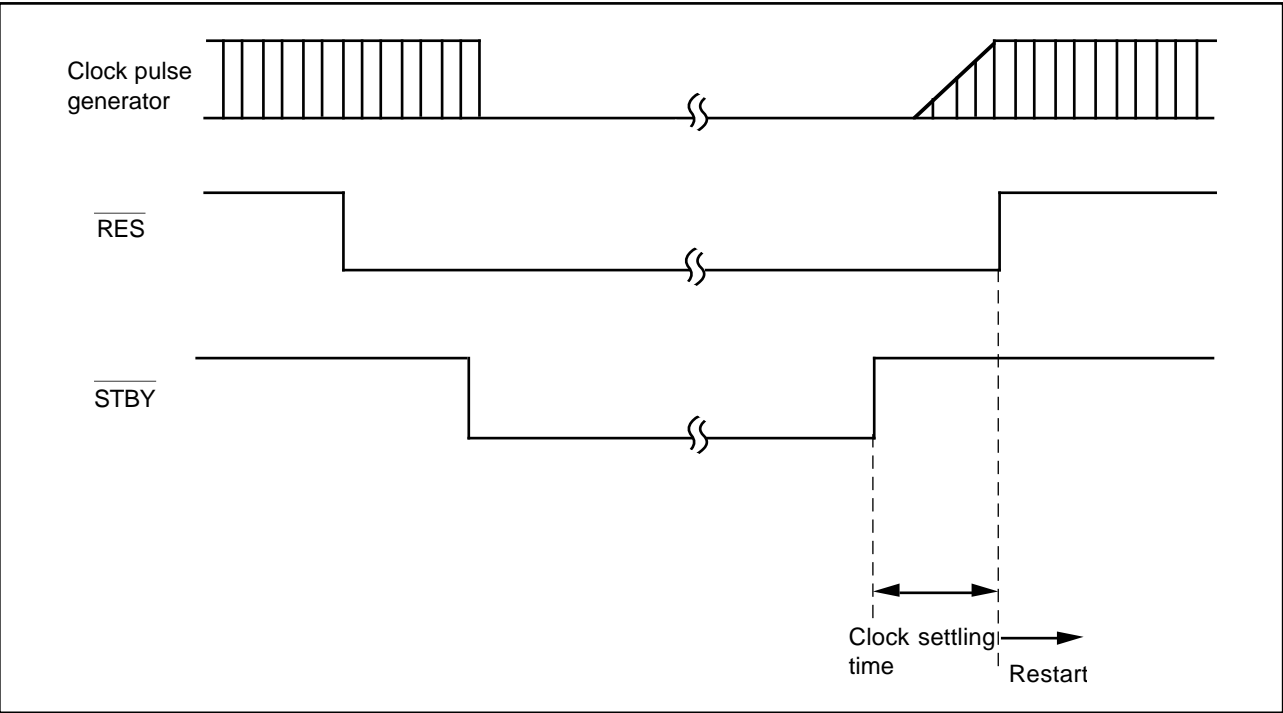 Clock pulse
generator
RES
STBY
Clock settling
time
Restart